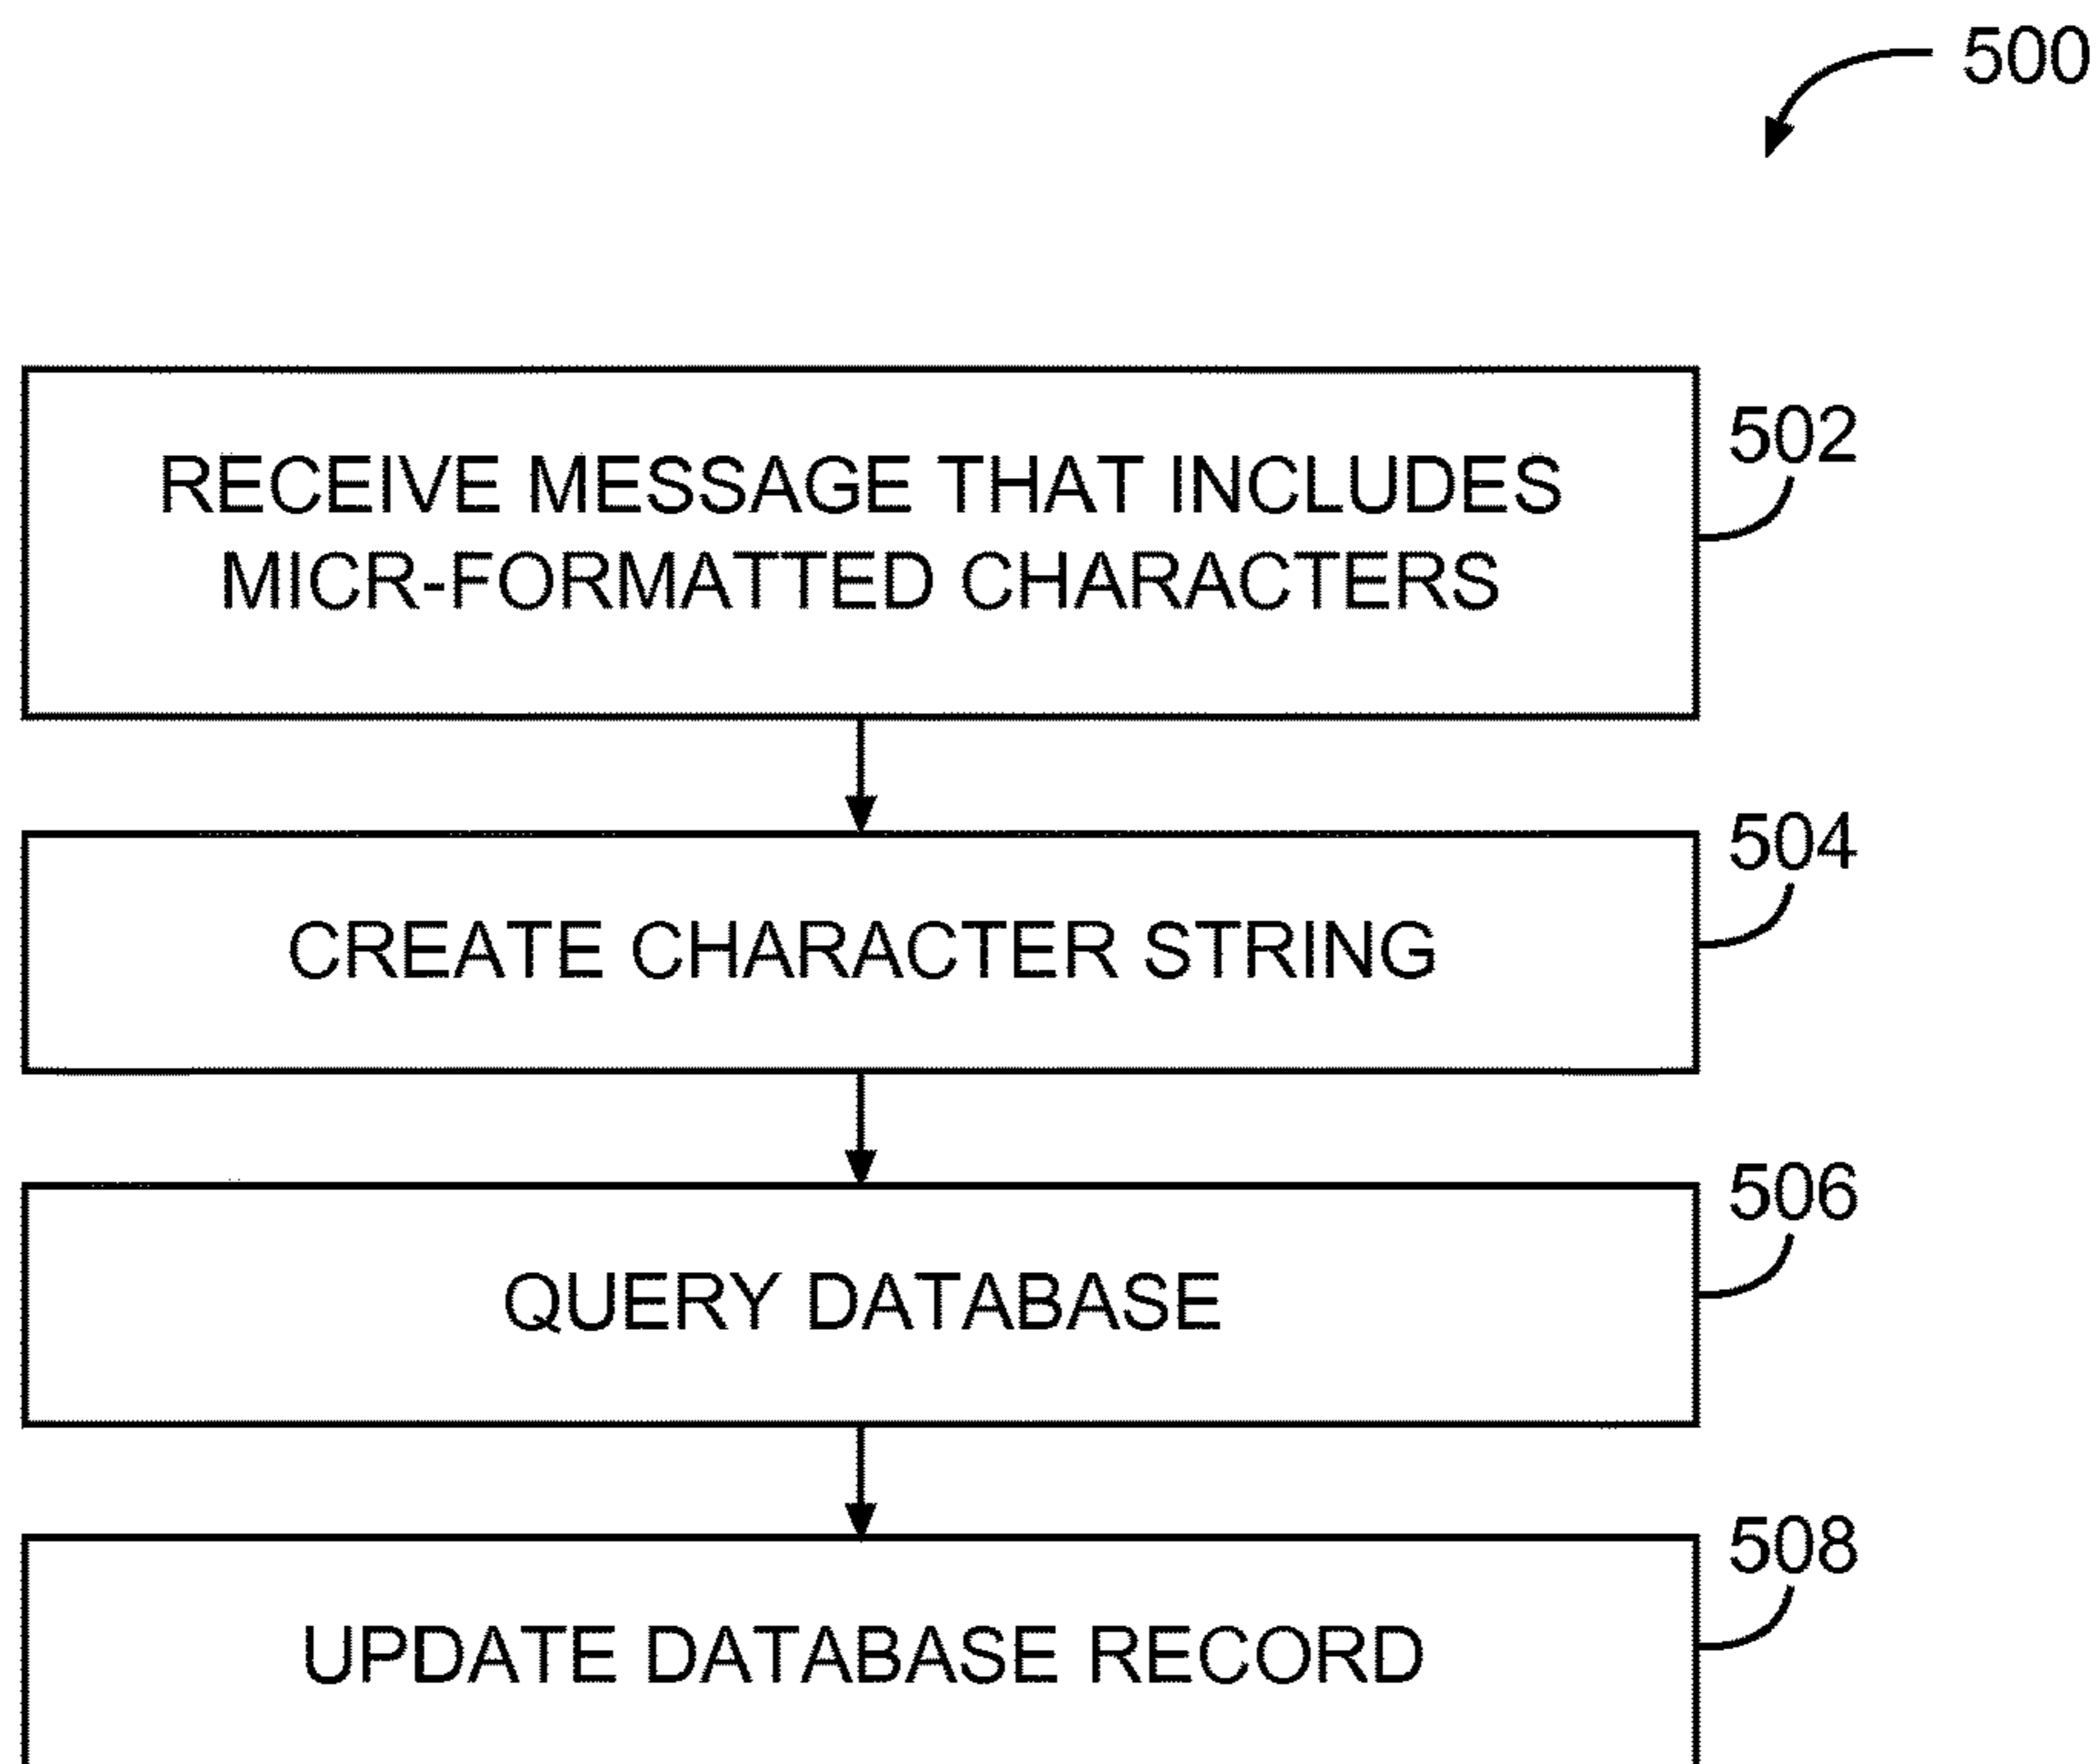 500
502
RECEIVE MESSAGE THAT INCLUDES
MICR-FORMATTED CHARACTERS
504
CREATE CHARACTER STRING
506
QUERY DATABASE
508
UPDATE DATABASE RECORD